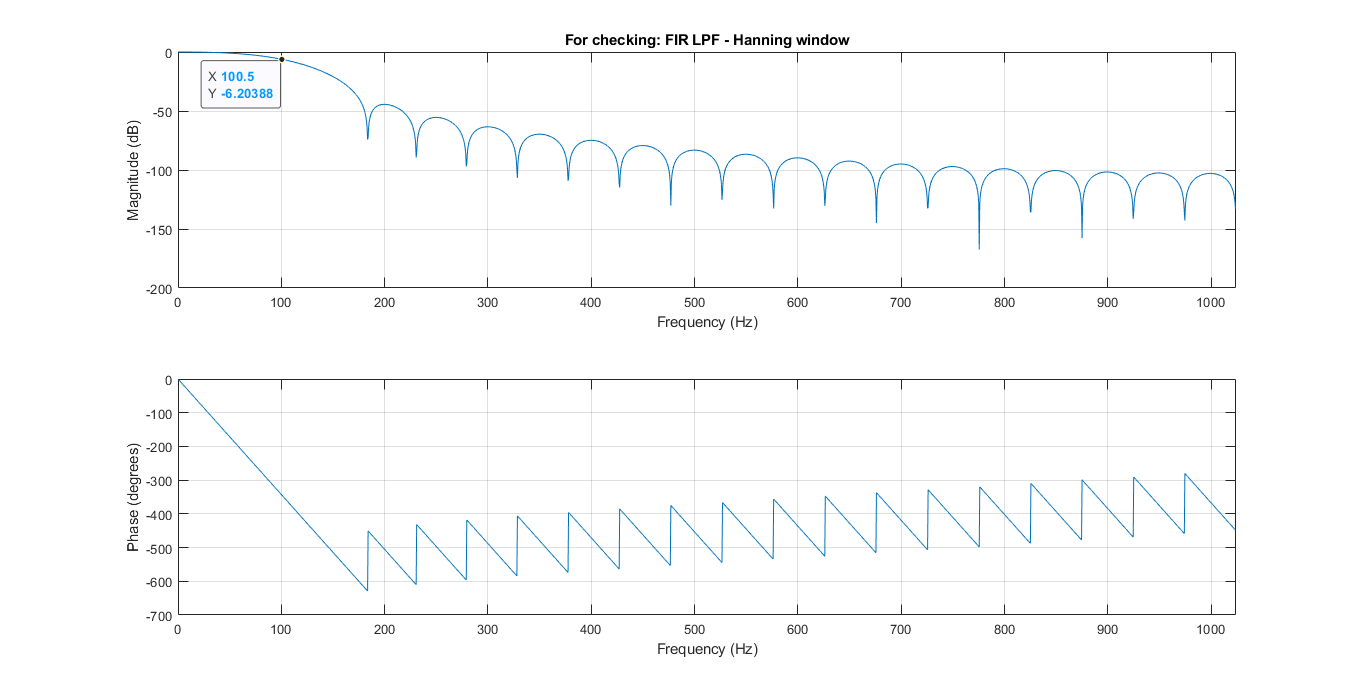 For checking: FIR LPF - Hanning window
0
-50
-100
-150
-200
Magnitude (dB)
X 100.5
Y -6.20388
0 100 200 300 400 500 600 700 800 900 1000
Frequency (Hz)
0
-100
-200
-300
-400
-500
-600
-700
Phase (degrees)
0 100 200 300 400 500 600 700 800 900 1000
Frequency (Hz)